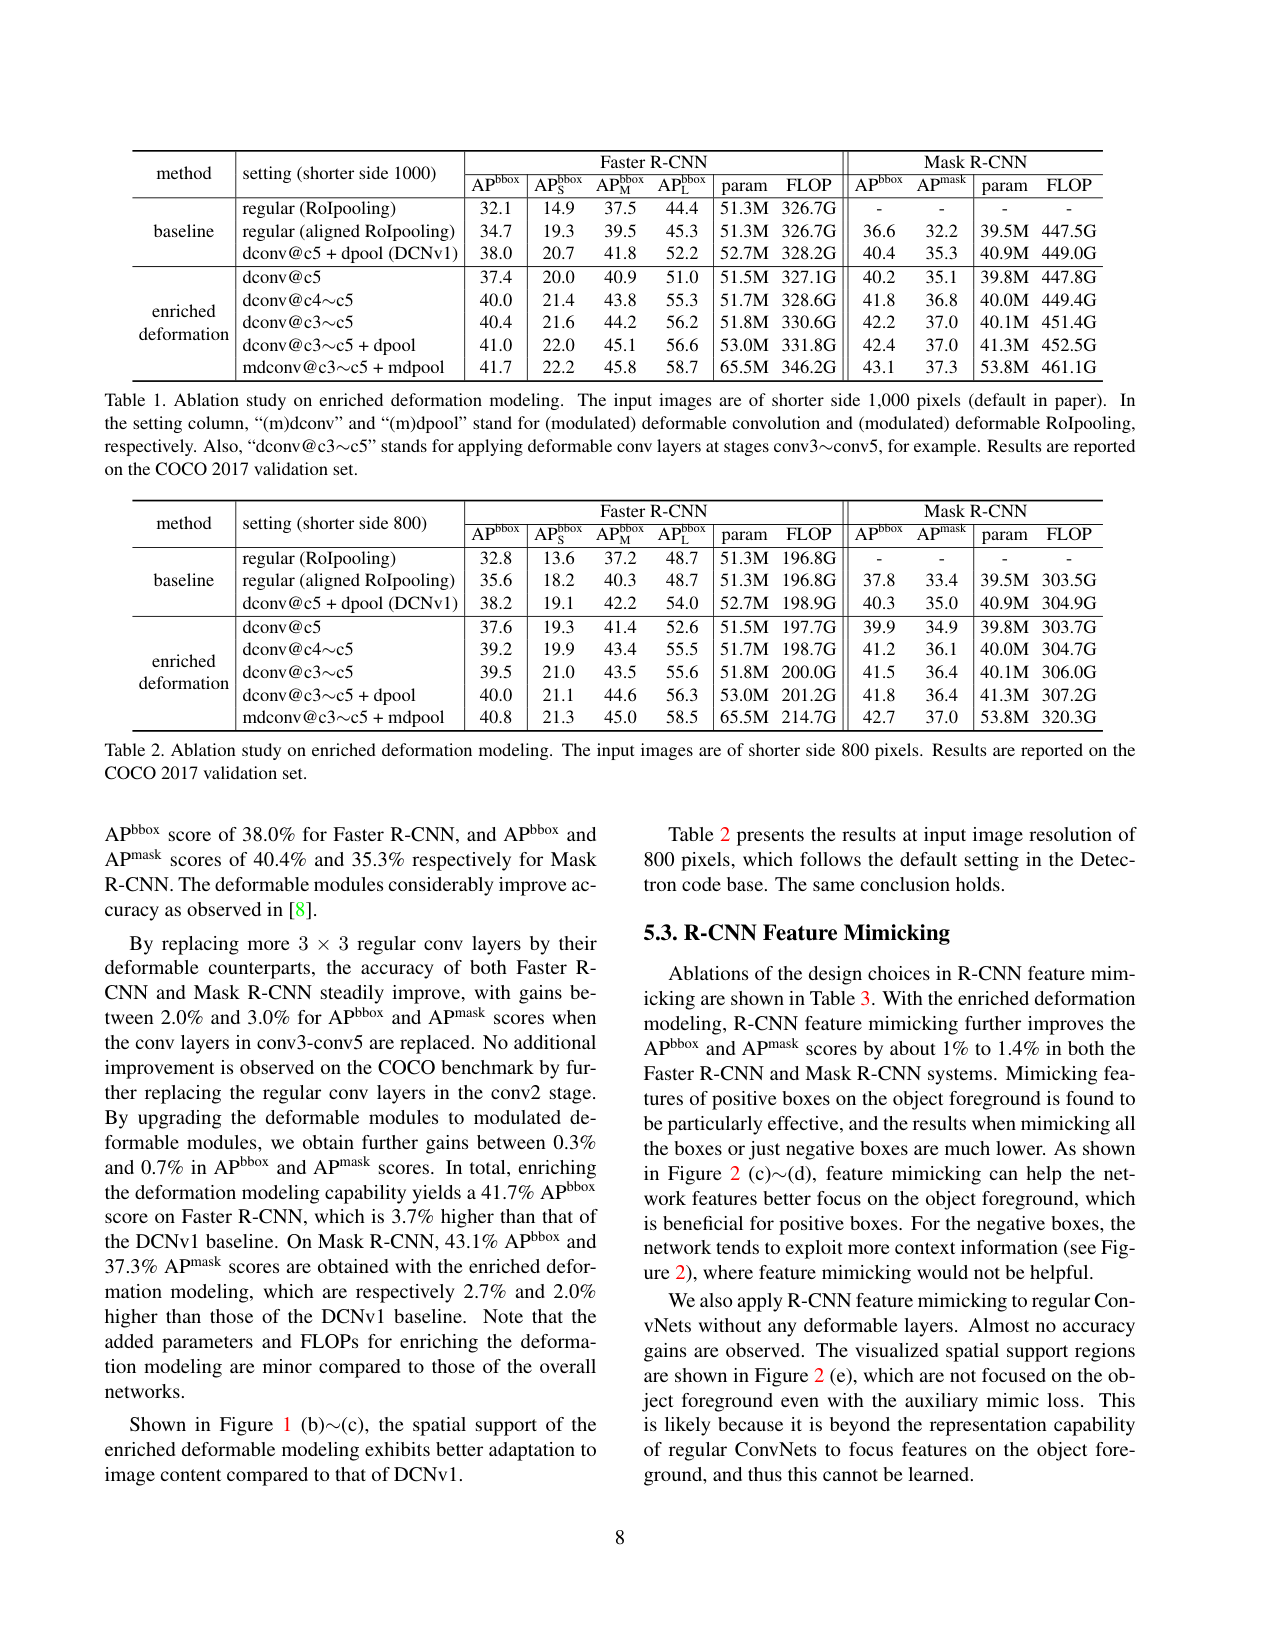 method setting (shorter side 1000) Faster R-CNN Mask R-CNN
AP^bbox AP_S^bbox AP_M^bbox AP_L^bbox param FLOP AP^bbox AP^mask param FLOP
baseline regular (RoIpooling) 32.1 14.9 37.5 44.4 51.3M 326.7G - - - -
regular (aligned RoIpooling) 34.7 19.3 39.5 45.3 51.3M 326.7G 36.6 32.2 39.5M 447.5G
dconv@c5 + dpool (DCNv1) 38.0 20.7 41.8 52.2 52.7M 328.2G 40.4 35.3 40.9M 449.0G
enriched deformation dconv@c5 37.4 20.0 40.9 51.0 51.5M 327.1G 40.2 35.1 39.8M 447.8G
dconv@c4∼c5 40.0 21.4 43.8 55.3 51.7M 328.6G 41.8 36.8 40.0M 449.4G
dconv@c3∼c5 40.4 21.6 44.2 56.2 51.8M 330.6G 42.2 37.0 40.1M 451.4G
dconv@c3∼c5 + dpool 41.0 22.0 45.1 56.6 53.0M 331.8G 42.4 37.0 41.3M 452.5G
mdconv@c3∼c5 + mdpool 41.7 22.2 45.8 58.7 65.5M 346.2G 43.1 37.3 53.8M 461.1G
Table 1. Ablation study on enriched deformation modeling. The input images are of shorter side 1,000 pixels (default in paper). In
the setting column, “(m)dconv” and “(m)dpool” stand for (modulated) deformable convolution and (modulated) deformable RoIpooling,
respectively. Also, “dconv@c3∼c5” stands for applying deformable conv layers at stages conv3∼conv5, for example. Results are reported
on the COCO 2017 validation set.
method setting (shorter side 800) Faster R-CNN Mask R-CNN
AP^bbox AP_S^bbox AP_M^bbox AP_L^bbox param FLOP AP^bbox AP^mask param FLOP
baseline regular (RoIpooling) 32.8 13.6 37.2 48.7 51.3M 196.8G - - - -
regular (aligned RoIpooling) 35.6 18.2 40.3 48.7 51.3M 196.8G 37.8 33.4 39.5M 303.5G
dconv@c5 + dpool (DCNv1) 38.2 19.1 42.2 54.0 52.7M 198.9G 40.3 35.0 40.9M 304.9G
enriched deformation dconv@c5 37.6 19.3 41.4 52.6 51.5M 197.7G 39.9 34.9 39.8M 303.7G
dconv@c4∼c5 39.2 19.9 43.4 55.5 51.7M 198.7G 41.2 36.1 40.0M 304.7G
dconv@c3∼c5 39.5 21.0 43.5 55.6 51.8M 200.0G 41.5 36.4 40.1M 306.0G
dconv@c3∼c5 + dpool 40.0 21.1 44.6 56.3 53.0M 201.2G 41.8 36.4 41.3M 307.2G
mdconv@c3∼c5 + mdpool 40.8 21.3 45.0 58.5 65.5M 214.7G 42.7 37.0 53.8M 320.3G
Table 2. Ablation study on enriched deformation modeling. The input images are of shorter side 800 pixels. Results are reported on the
COCO 2017 validation set.
AP^bbox score of 38.0% for Faster R-CNN, and AP^bbox and
AP^mask scores of 40.4% and 35.3% respectively for Mask
R-CNN. The deformable modules considerably improve ac-
curacy as observed in [8].
By replacing more 3 × 3 regular conv layers by their
deformable counterparts, the accuracy of both Faster R-
CNN and Mask R-CNN steadily improve, with gains be-
tween 2.0% and 3.0% for AP^bbox and AP^mask scores when
the conv layers in conv3-conv5 are replaced. No additional
improvement is observed on the COCO benchmark by fur-
ther replacing the regular conv layers in the conv2 stage.
By upgrading the deformable modules to modulated de-
formable modules, we obtain further gains between 0.3%
and 0.7% in AP^bbox and AP^mask scores. In total, enriching
the deformation modeling capability yields a 41.7% AP^bbox
score on Faster R-CNN, which is 3.7% higher than that of
the DCNv1 baseline. On Mask R-CNN, 43.1% AP^bbox and
37.3% AP^mask scores are obtained with the enriched defor-
mation modeling, which are respectively 2.7% and 2.0%
higher than those of the DCNv1 baseline. Note that the
added parameters and FLOPs for enriching the deforma-
tion modeling are minor compared to those of the overall
networks.
Shown in Figure 1 (b)∼(c), the spatial support of the
enriched deformable modeling exhibits better adaptation to
image content compared to that of DCNv1.
Table 2 presents the results at input image resolution of
800 pixels, which follows the default setting in the Detec-
tron code base. The same conclusion holds.
5.3. R-CNN Feature Mimicking
Ablations of the design choices in R-CNN feature mim-
icking are shown in Table 3. With the enriched deformation
modeling, R-CNN feature mimicking further improves the
AP^bbox and AP^mask scores by about 1% to 1.4% in both the
Faster R-CNN and Mask R-CNN systems. Mimicking fea-
tures of positive boxes on the object foreground is found to
be particularly effective, and the results when mimicking all
the boxes or just negative boxes are much lower. As shown
in Figure 2 (c)∼(d), feature mimicking can help the net-
work features better focus on the object foreground, which
is beneficial for positive boxes. For the negative boxes, the
network tends to exploit more context information (see Fig-
ure 2), where feature mimicking would not be helpful.
We also apply R-CNN feature mimicking to regular Con-
vNets without any deformable layers. Almost no accuracy
gains are observed. The visualized spatial support regions
are shown in Figure 2 (e), which are not focused on the ob-
ject foreground even with the auxiliary mimic loss. This
is likely because it is beyond the representation capability
of regular ConvNets to focus features on the object fore-
ground, and thus this cannot be learned.
8